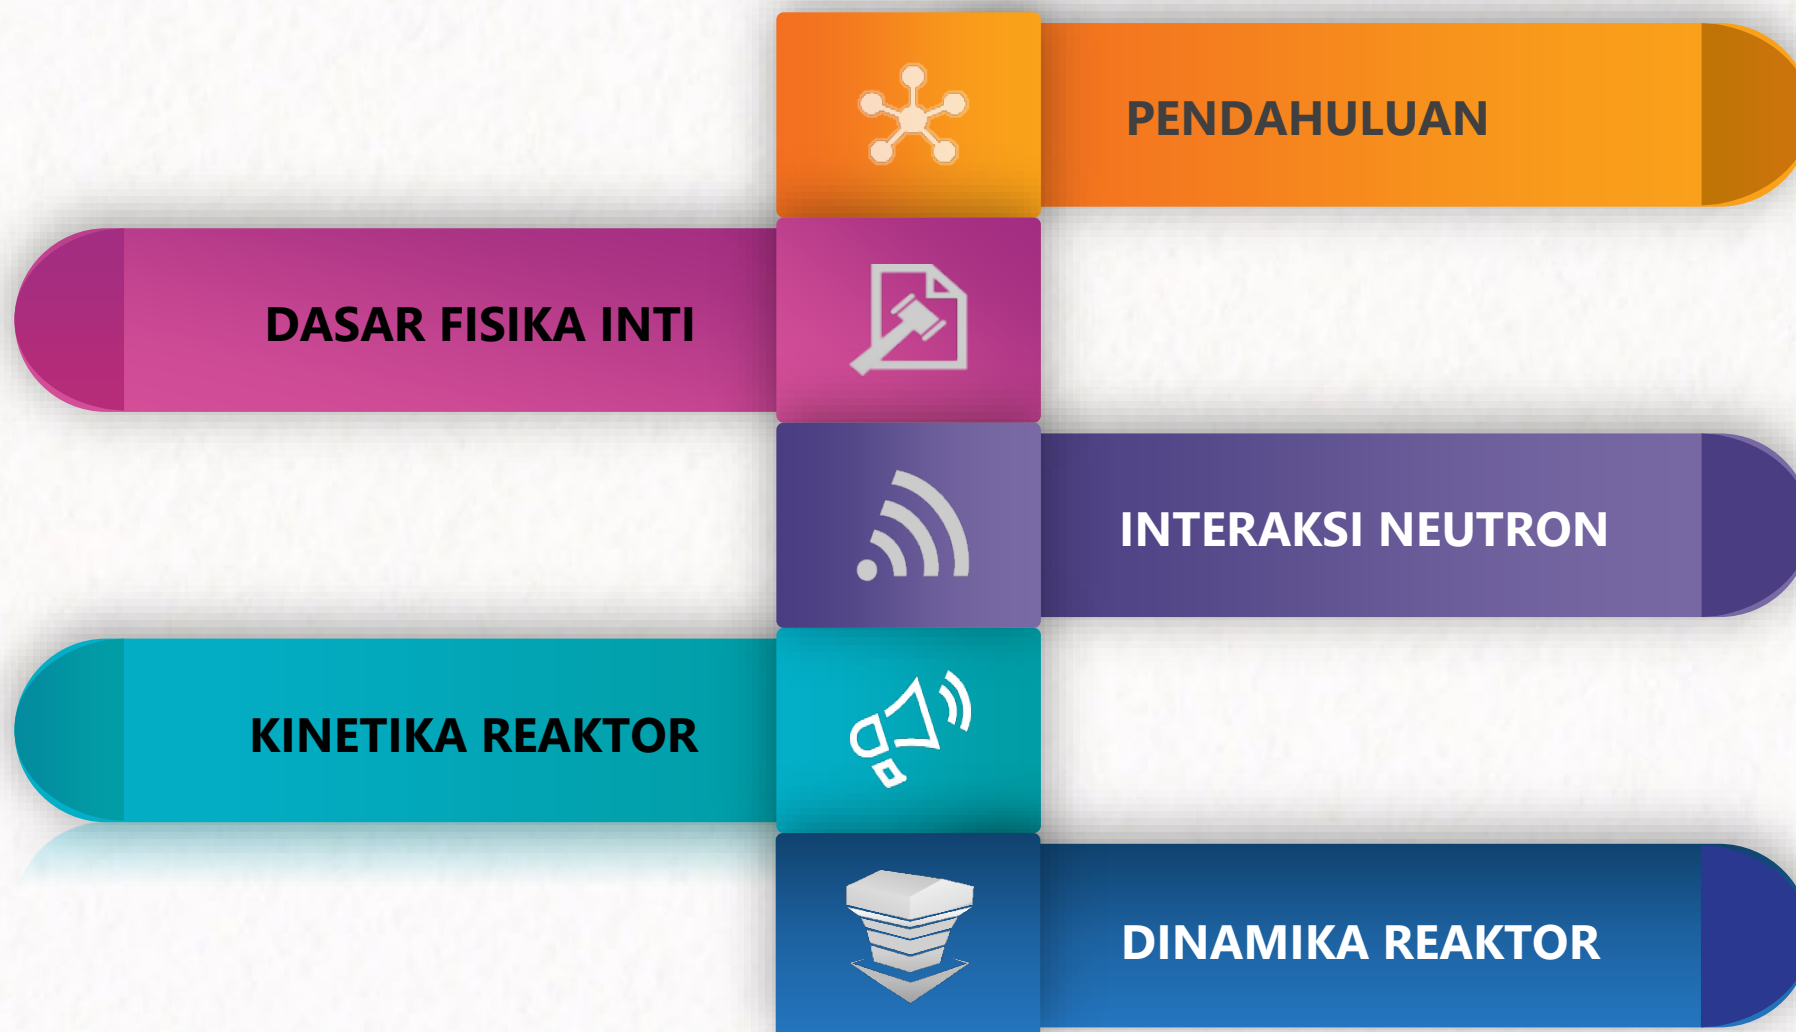 PENDAHULUAN
DASAR FISIKA INTI
INTERAKSI NEUTRON
KINETIKA REAKTOR
DINAMIKA REAKTOR